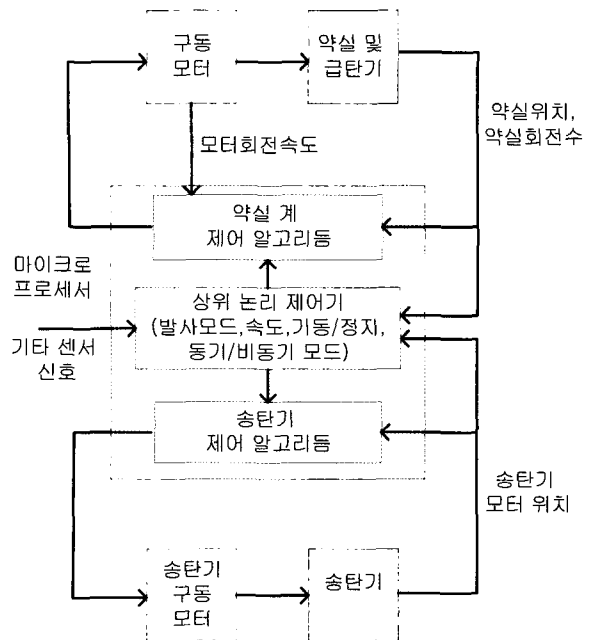 구동
모터
약실 및
급탄기
약실위치,
약실회전수
모터회전속도
약실 계
제어 알고리듬
마이크로
프로세서
상위 논리 제어기
(발사모드,속도,가동/정지,
동기/비동기 모드)
기타 센서
신호
송탄기
제어 알고리듬
송탄기
모터 위치
송탄기
구동
모터
송탄기